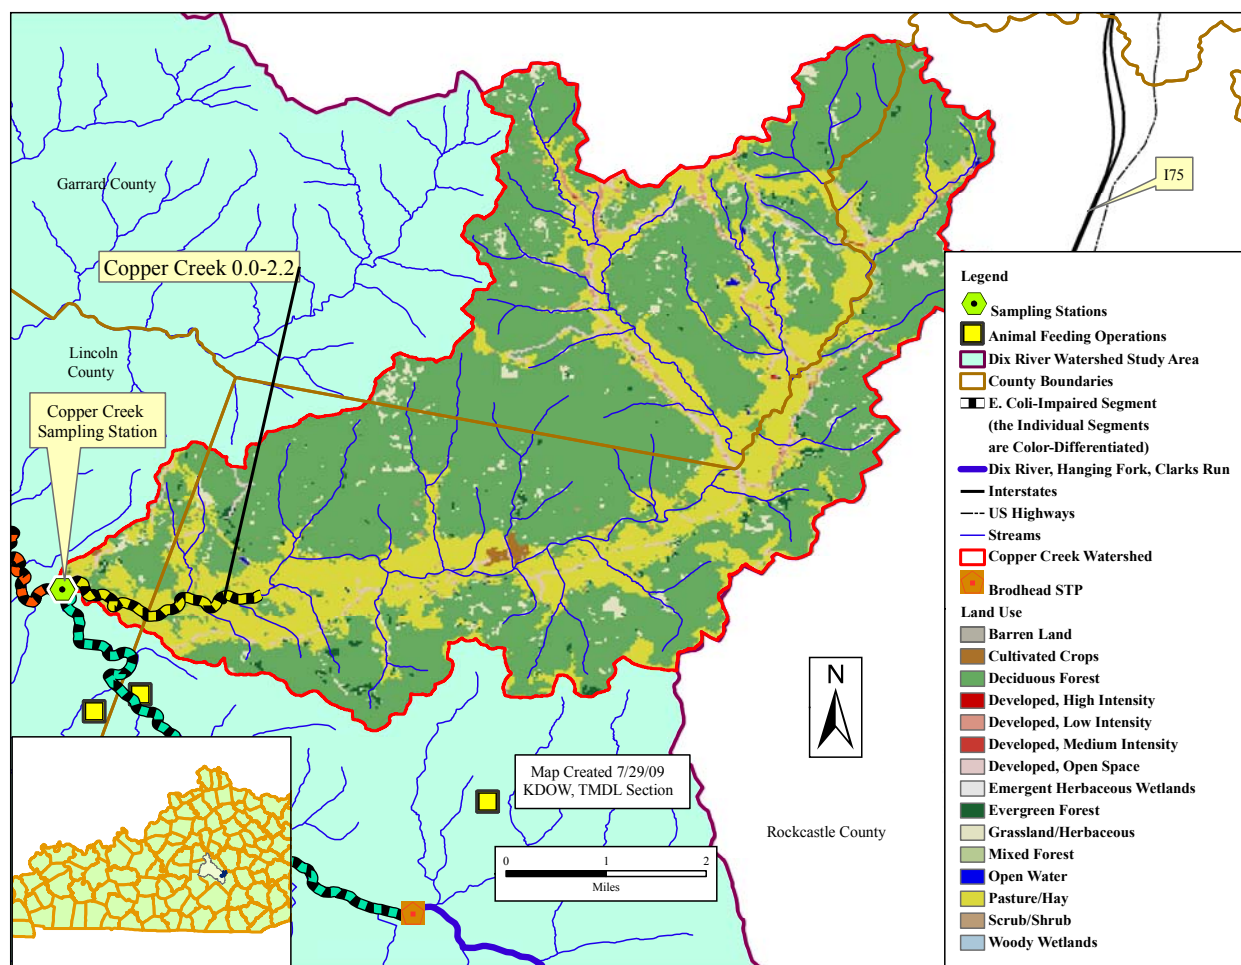 Garrard County
I75
Copper Creek 0.0-2.2
Lincoln
County
Copper Creek
Sampling Station
Legend
Sampling Stations
Animal Feeding Operations
Dix River Watershed Study Area
County Boundaries
E. Coli-Impaired Segment
(the Individual Segments
are Color-Differentiated)
Dix River, Hanging Fork, Clarks Run
Interstates
US Highways
Streams
Copper Creek Watershed
Brodhead STP
Land Use
Barren Land
Cultivated Crops
Deciduous Forest
Developed, High Intensity
Developed, Low Intensity
Developed, Medium Intensity
Developed, Open Space
Emergent Herbaceous Wetlands
Evergreen Forest
Grassland/Herbaceous
Mixed Forest
Open Water
Pasture/Hay
Scrub/Shrub
Woody Wetlands
N
Map Created 7/29/09
KDOW, TMDL Section
Rockcastle County
0 1 2
Miles